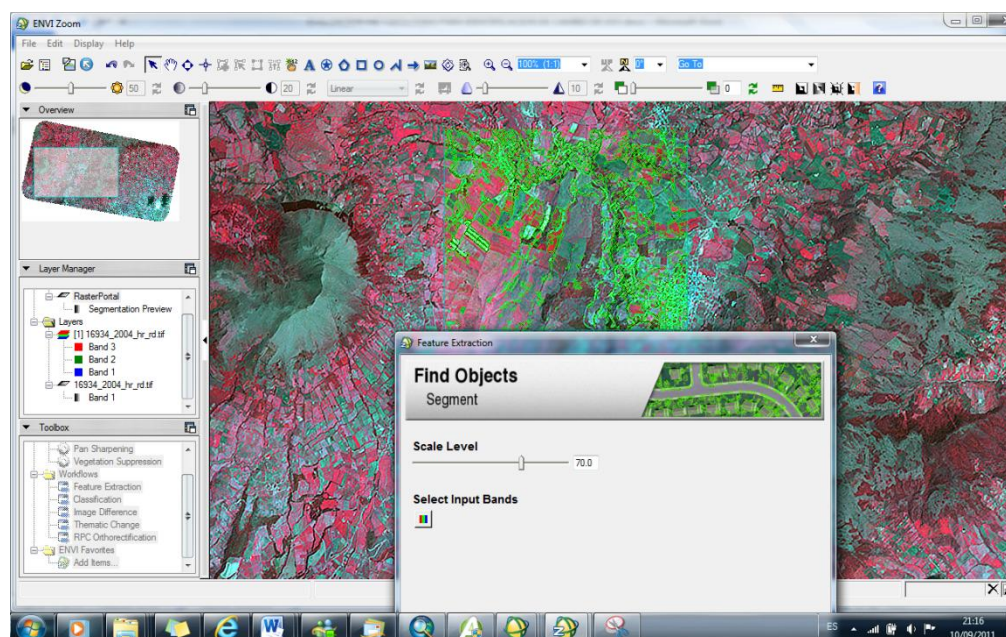 ENVI Zoom
File Edit Display Help
100% (1:1) 0° Go To
50 20 Linear 10 0
Overview
Layer Manager
RasterPortal
Segmentation Preview
Layers
[1] 16934_2004_hr_rd.tif
Band 3
Band 2
Band 1
16934_2004_hr_rd.tif
Band 1
Toolbox
Pan Sharpening
Vegetation Suppression
Workflows
Feature Extraction
Classification
Image Difference
Thematic Change
RPC Orthorectification
ENVI Favorites
Add Items...
Feature Extraction
Find Objects
Segment
Scale Level
70.0
Select Input Bands
ES 21:16
10/09/2011